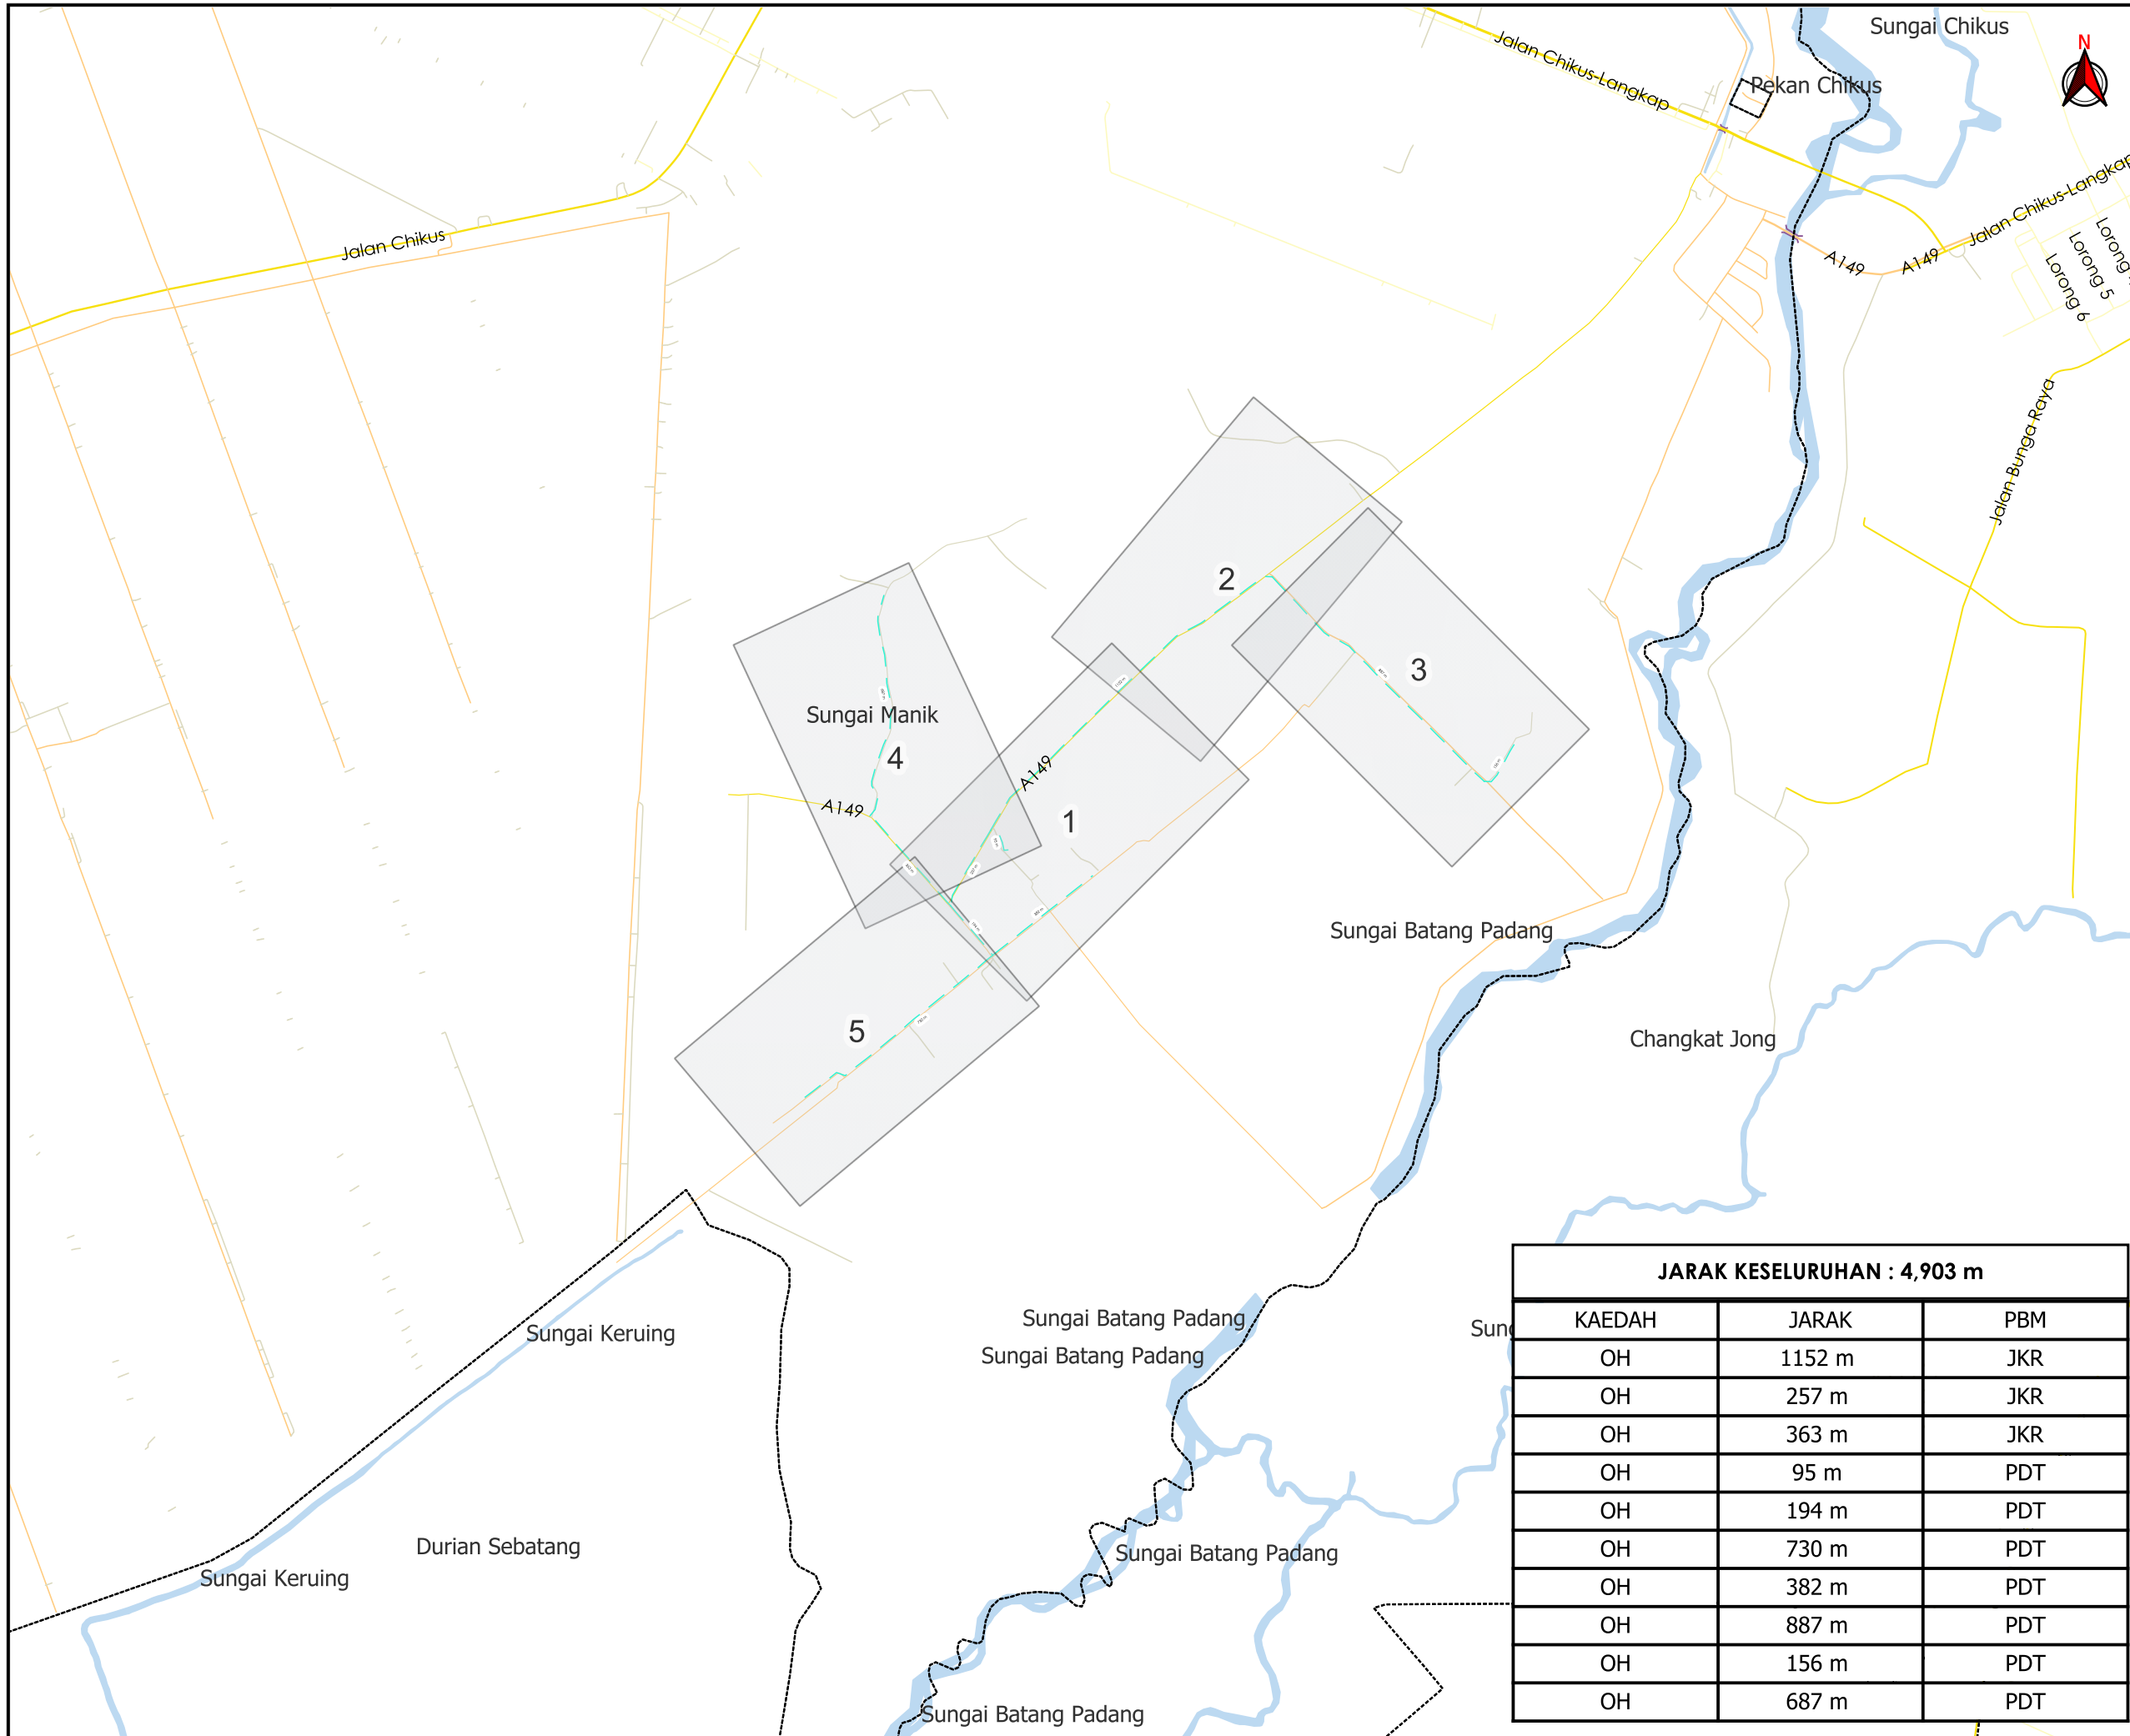 Sungai Chikus
N
Jalan Chikus-Langkap
Pekan Chikus
Jalan Chikus-Langkap
Jalan Chikus
A149
A149
Lorong
Lorong 5
Lorong 6
Jalan Bunga Raya
2
3
Sungai Manik
4
A149
A149
1
Sungai Batang Padang
5
Changkat Jong
Sungai Batang Padang
Sungai Keruing
Sungai Batang Padang
Durian Sebatang
Sungai Batang Padang
Sungai Keruing
Sungai Batang Padang
JARAK KESELURUHAN : 4,903 m
KAEDAH JARAK PBM
OH 1152 m JKR
OH 257 m JKR
OH 363 m JKR
OH 95 m PDT
OH 194 m PDT
OH 730 m PDT
OH 382 m PDT
OH 887 m PDT
OH 156 m PDT
OH 687 m PDT